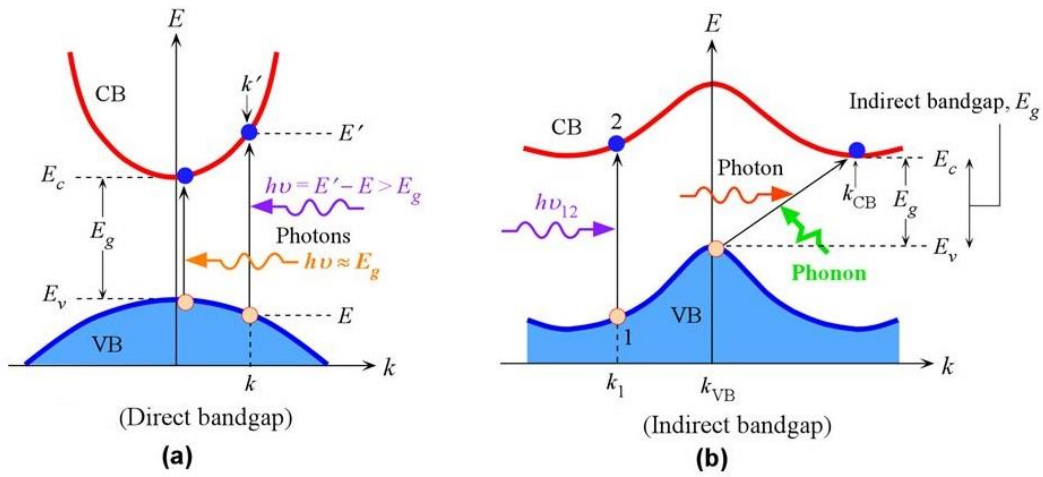 E
CB
k′
E′
E_c
hυ = E′ − E > E_g
E_g
Photons
hυ ≈ E_g
E_v
E
VB
k
k
(Direct bandgap)
(a)
E
Indirect bandgap, E_g
CB
2
Photon
E_c
k_CB
E_g
hυ_12
E_v
Phonon
VB
1
k
k_1
k_VB
(Indirect bandgap)
(b)